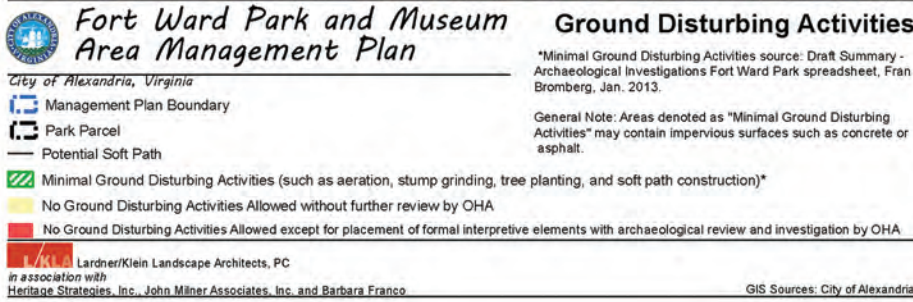 Fort Ward Park and Museum
Area Management Plan
City of Alexandria, Virginia
Management Plan Boundary
Park Parcel
Potential Soft Path
Ground Disturbing Activities
*Minimal Ground Disturbing Activities source: Draft Summary -
Archaeological Investigations Fort Ward Park spreadsheet, Fran
Bromberg, Jan. 2013.
General Note: Areas denoted as "Minimal Ground Disturbing
Activities" may contain impervious surfaces such as concrete or
asphalt.
Minimal Ground Disturbing Activities (such as aeration, stump grinding, tree planting, and soft path construction)*
No Ground Disturbing Activities Allowed without further review by OHA
No Ground Disturbing Activities Allowed except for placement of formal interpretive elements with archaeological review and investigation by OHA
L/KLA Lardner/Klein Landscape Architects, PC
in association with
Heritage Strategies, Inc., John Milner Associates, Inc. and Barbara Franco
GIS Sources: City of Alexandria